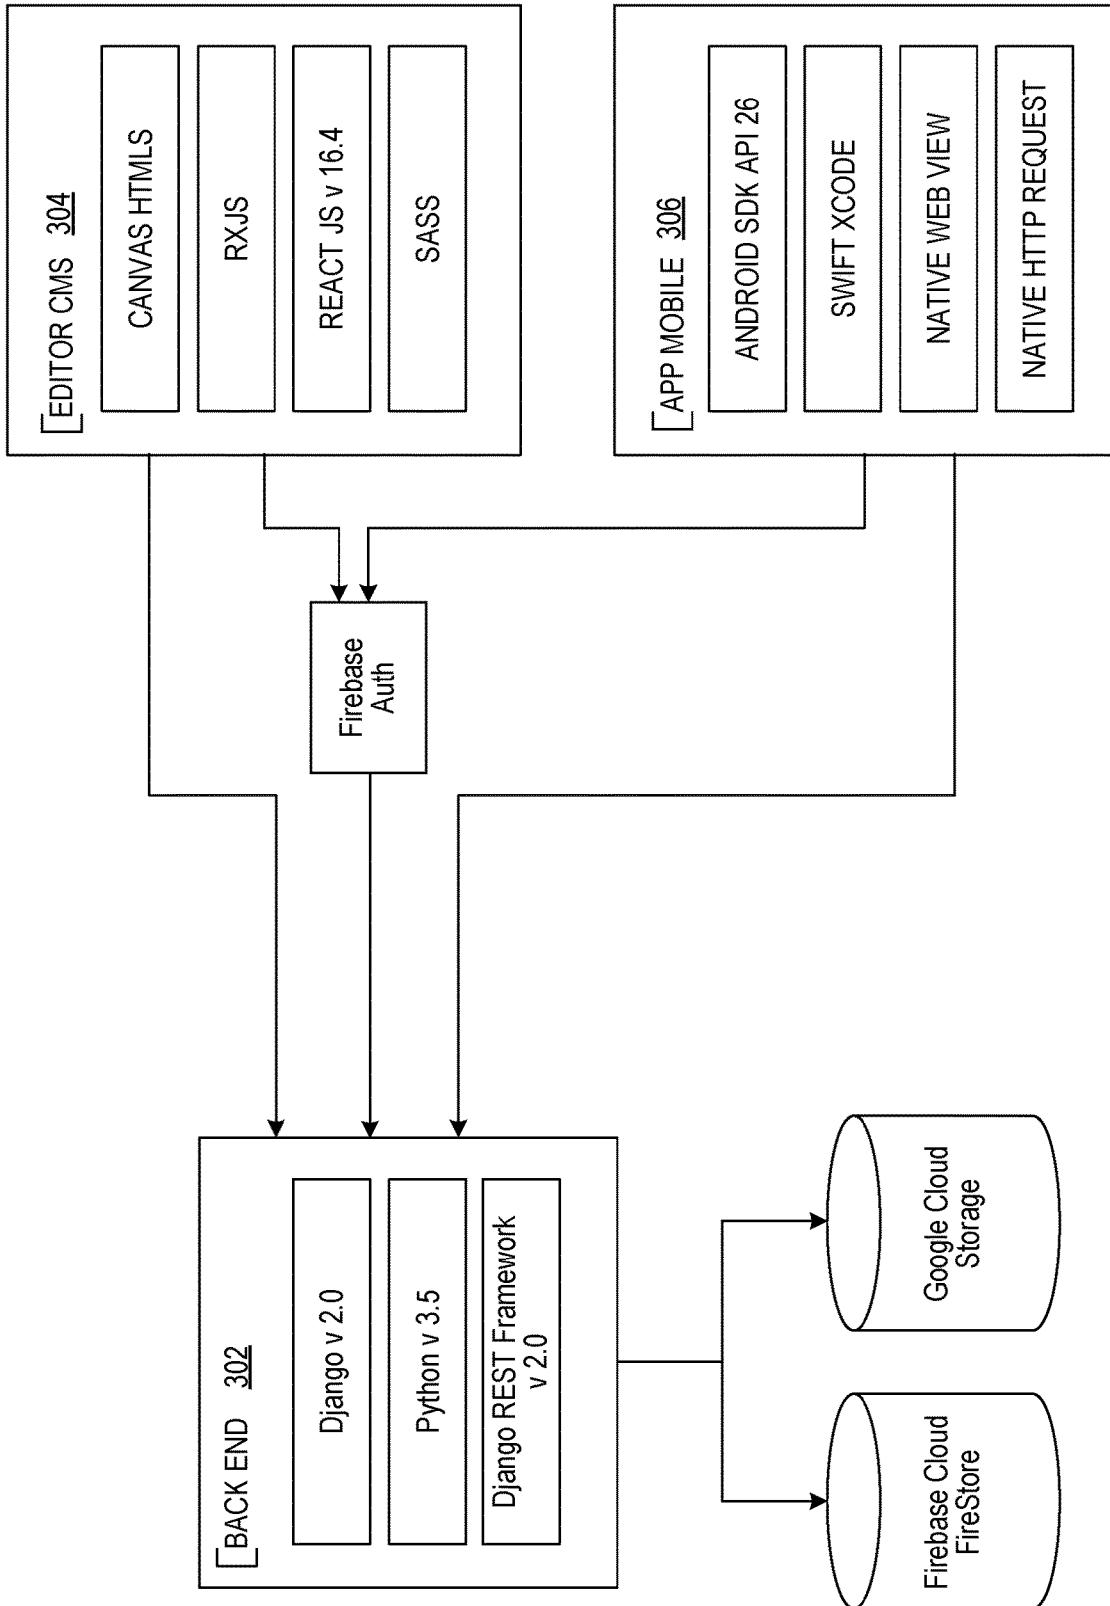 BACK END 302
Django v 2.0
Python v 3.5
Django REST Framework
v 2.0
Firebase Cloud
FireStore
Google Cloud
Storage
Firebase
Auth
EDITOR CMS 304
CANVAS HTMLS
RXJS
REACT JS v 16.4
SASS
APP MOBILE 306
ANDROID SDK API 26
SWIFT XCODE
NATIVE WEB VIEW
NATIVE HTTP REQUEST